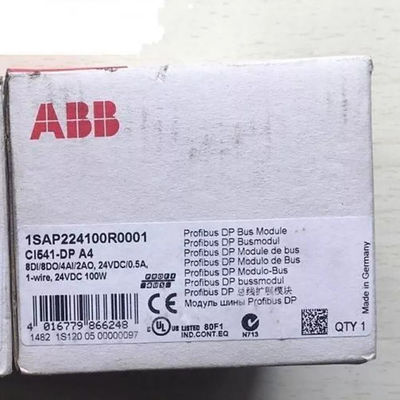 ABB
1SAP224100R0001
CI541-DP A4
8DI/8DO/4AI/2AO, 24VDC/0.5A,
1-wire, 24VDC 100W
Profibus DP Bus Module
Profibus DP Busmodul
Profibus DP Module de bus
Profibus DP Modulo de bus
Profibus DP Modulo-Bus
Profibus DP bussmodul
Profibus DP 总线扩展模块
Модуль шины Profibus DP
4 016779 866248
1482 1S120 05 00000097
UL US LISTED 80F1
IND.CONT.EQ
N713
Made in Germany
QTY 1